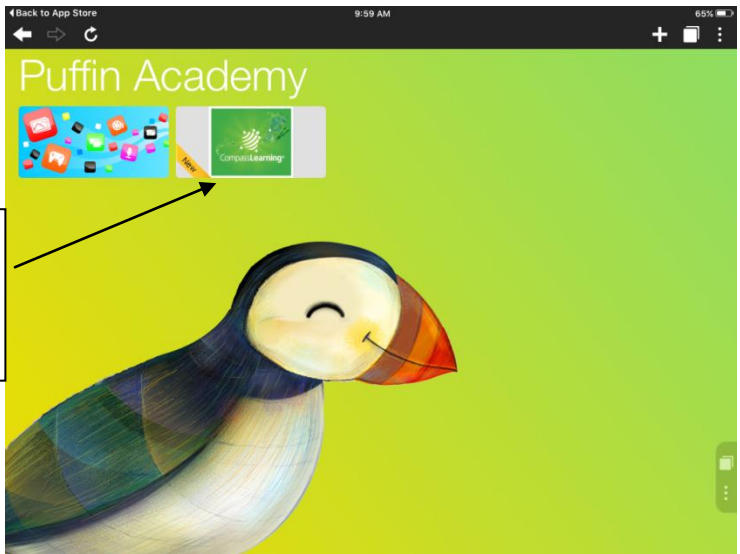 Back to App Store
9:59 AM
65%
Puffin Academy
New
CompassLearning®